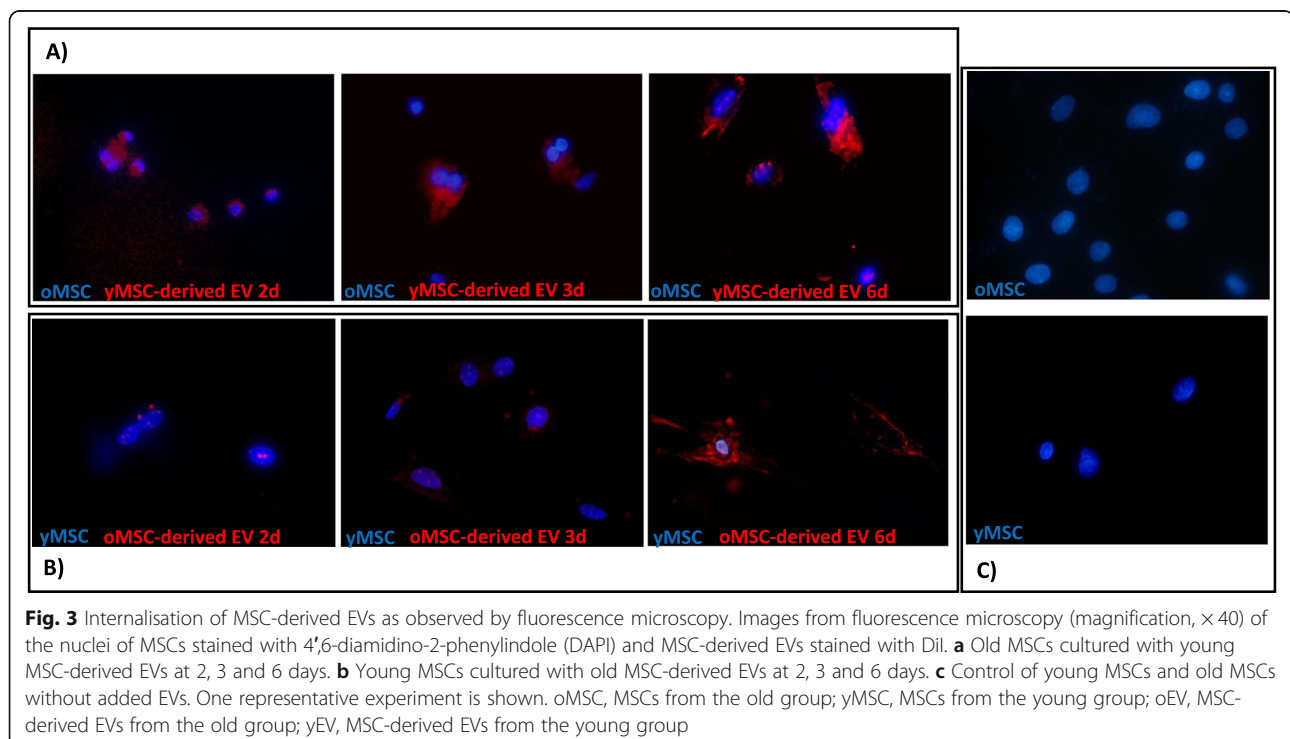 A)
oMSC yMSC-derived EV 2d
oMSC yMSC-derived EV 3d
oMSC yMSC-derived EV 6d
oMSC
yMSC oMSC-derived EV 2d
yMSC oMSC-derived EV 3d
yMSC oMSC-derived EV 6d
yMSC
B)
C)
Fig. 3 Internalisation of MSC-derived EVs as observed by fluorescence microscopy. Images from fluorescence microscopy (magnification, × 40) of
the nuclei of MSCs stained with 4′,6-diamidino-2-phenylindole (DAPI) and MSC-derived EVs stained with DiI. a Old MSCs cultured with young
MSC-derived EVs at 2, 3 and 6 days. b Young MSCs cultured with old MSC-derived EVs at 2, 3 and 6 days. c Control of young MSCs and old MSCs
without added EVs. One representative experiment is shown. oMSC, MSCs from the old group; yMSC, MSCs from the young group; oEV, MSC-
derived EVs from the old group; yEV, MSC-derived EVs from the young group